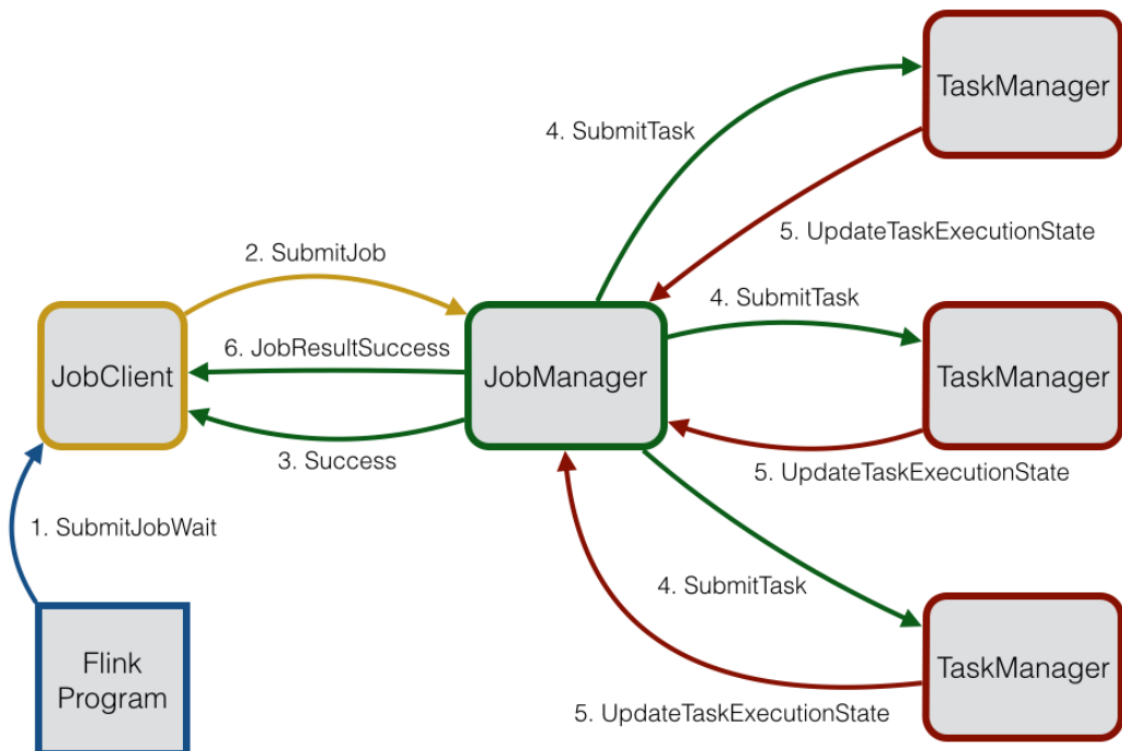 TaskManager
4. SubmitTask
5. UpdateTaskExecutionState
2. SubmitJob
4. SubmitTask
6. JobResultSuccess
JobClient
JobManager
TaskManager
3. Success
5. UpdateTaskExecutionState
1. SubmitJobWait
4. SubmitTask
Flink
Program
TaskManager
5. UpdateTaskExecutionState